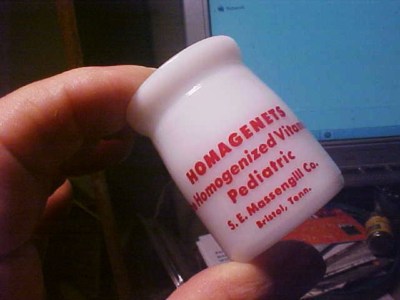 HOMAGENETS
Homogenized Vitam
Pediatric
S. E. Massengill Co.
Bristol, Tenn.